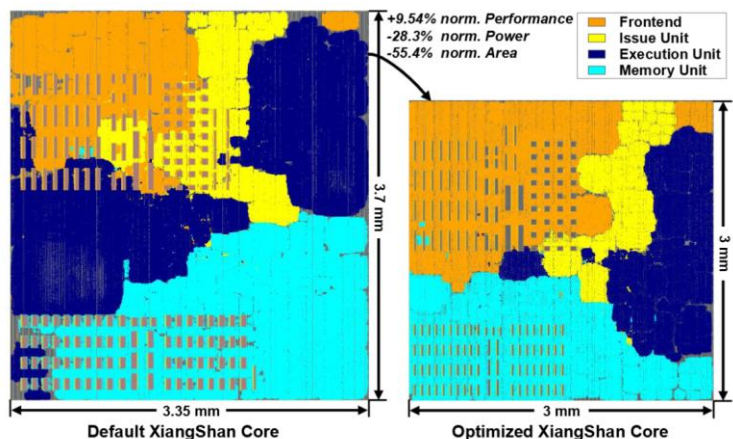 +9.54% norm. Performance
-28.3% norm. Power
-55.4% norm. Area
Frontend
Issue Unit
Execution Unit
Memory Unit
3.7 mm
3 mm
3.35 mm
3 mm
Default XiangShan Core
Optimized XiangShan Core